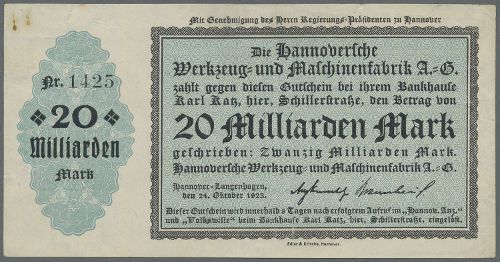 Mit Genehmigung des Herrn Regierungs-Präsidenten zu Hannover
Nr. 1425
20
Milliarden
Mark
Die Hannoversche
Werkzeug- und Maschinenfabrik A.-G.
zahlt gegen diesen Gutschein bei ihrem Bankhause
Karl Katz, hier, Schillerstraße, den Betrag von
20 Milliarden Mark
geschrieben: Zwanzig Milliarden Mark.
Hannoversche Werkzeug- und Maschinenfabrik A.-G.
Hannover-Langenhagen,
den 24. Oktober 1923.
Dieser Gutschein wird innerhalb 8 Tagen nach erfolgtem Aufruf im „Hannov. Anz."
und „Volkswille" beim Bankhause Karl Katz, hier, Schillerstraße, eingelöst.